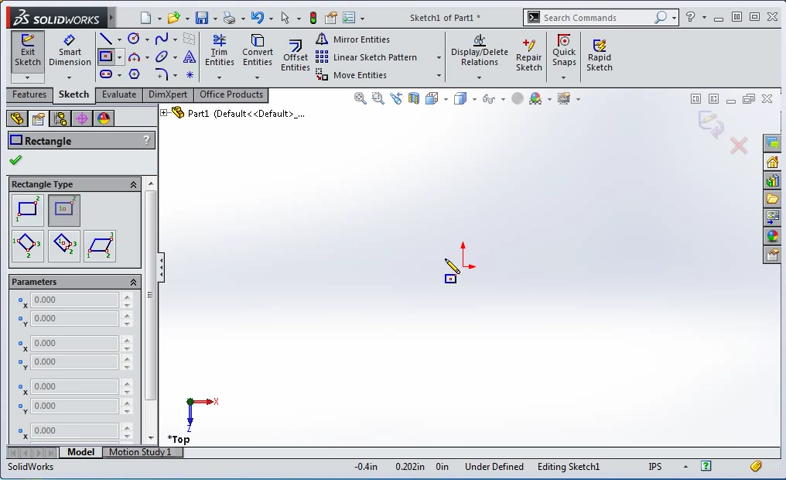 SOLIDWORKS
Sketch1 of Part1 *
Search Commands
Exit Sketch
Smart Dimension
Trim Entities
Convert Entities
Offset Entities
Mirror Entities
Linear Sketch Pattern
Move Entities
Display/Delete Relations
Repair Sketch
Quick Snaps
Rapid Sketch
Features
Sketch
Evaluate
DimXpert
Office Products
Part1 (Default<<Default>_...
Rectangle
?
Rectangle Type
Parameters
0.000
0.000
0.000
0.000
0.000
0.000
0.000
X
Z
*Top
Model
Motion Study 1
SolidWorks
-0.4in
0.202in
0in
Under Defined
Editing Sketch1
IPS